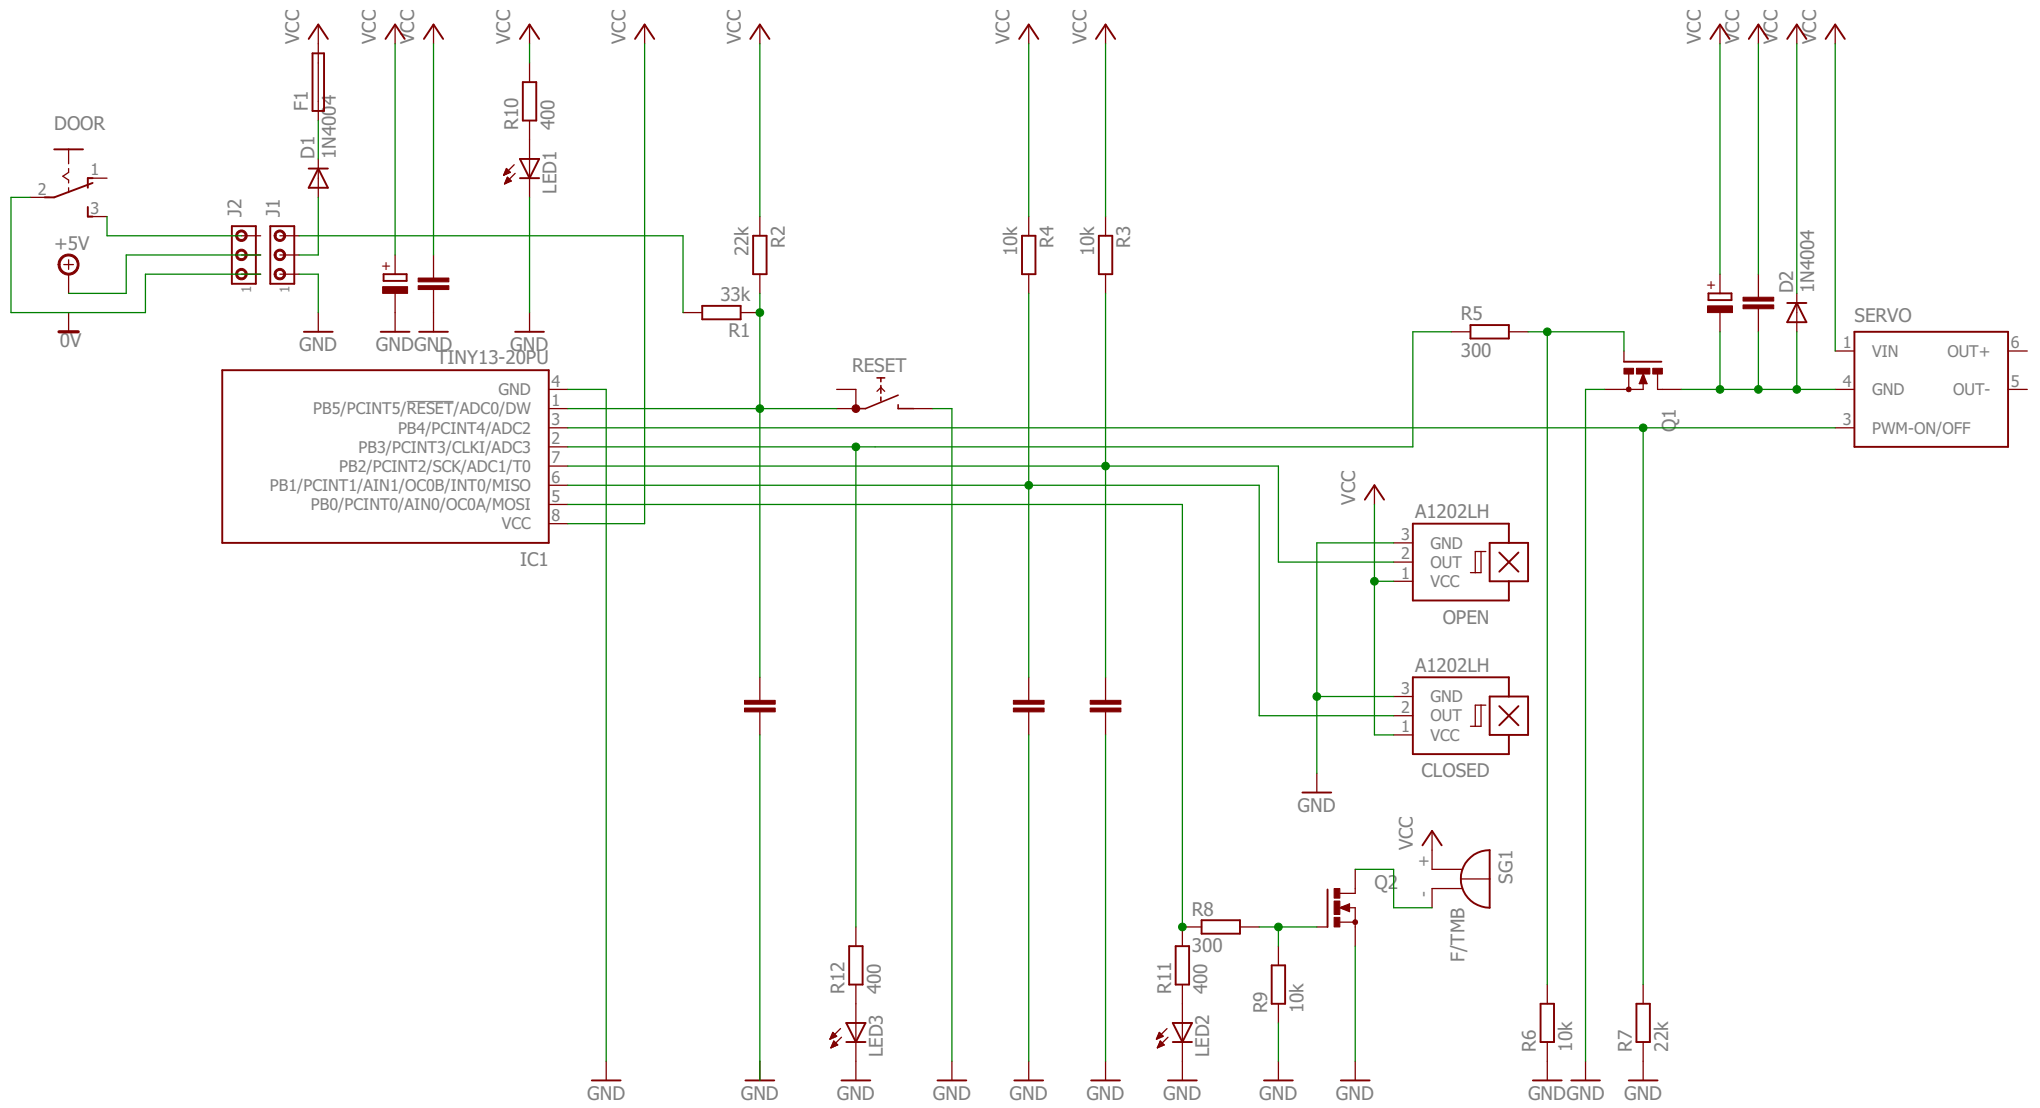 VCC
VCC
VCC
VCC
VCC
VCC
VCC
VCC
VCC
VCC
VCC
VCC
F1
D1
1N4004
R10
400
LED1
DOOR
1
2
3
+5V
0V
J2
J1
1
1
GND
GND
GND
GND
22k
R2
33k
R1
10k
R4
10k
R3
R5
300
D2
1N4004
Q1
SERVO
1
VIN
OUT+
6
4
GND
OUT-
5
3
PWM-ON/OFF
TINY13-20PU
GND
4
PB5/PCINT5/RESET/ADC0/DW
1
PB4/PCINT4/ADC2
3
PB3/PCINT3/CLKI/ADC3
2
PB2/PCINT2/SCK/ADC1/T0
7
PB1/PCINT1/AIN1/OC0B/INT0/MISO
6
PB0/PCINT0/AIN0/OC0A/MOSI
5
VCC
8
IC1
RESET
VCC
A1202LH
3
GND
2
OUT
1
VCC
OPEN
A1202LH
3
GND
2
OUT
1
VCC
CLOSED
GND
VCC
+
-
SG1
F/TMB
Q2
R8
300
R12
400
LED3
R11
400
LED2
R9
10k
R6
10k
R7
22k
GND
GND
GND
GND
GND
GND
GND
GND
GND
GND
GND
GND